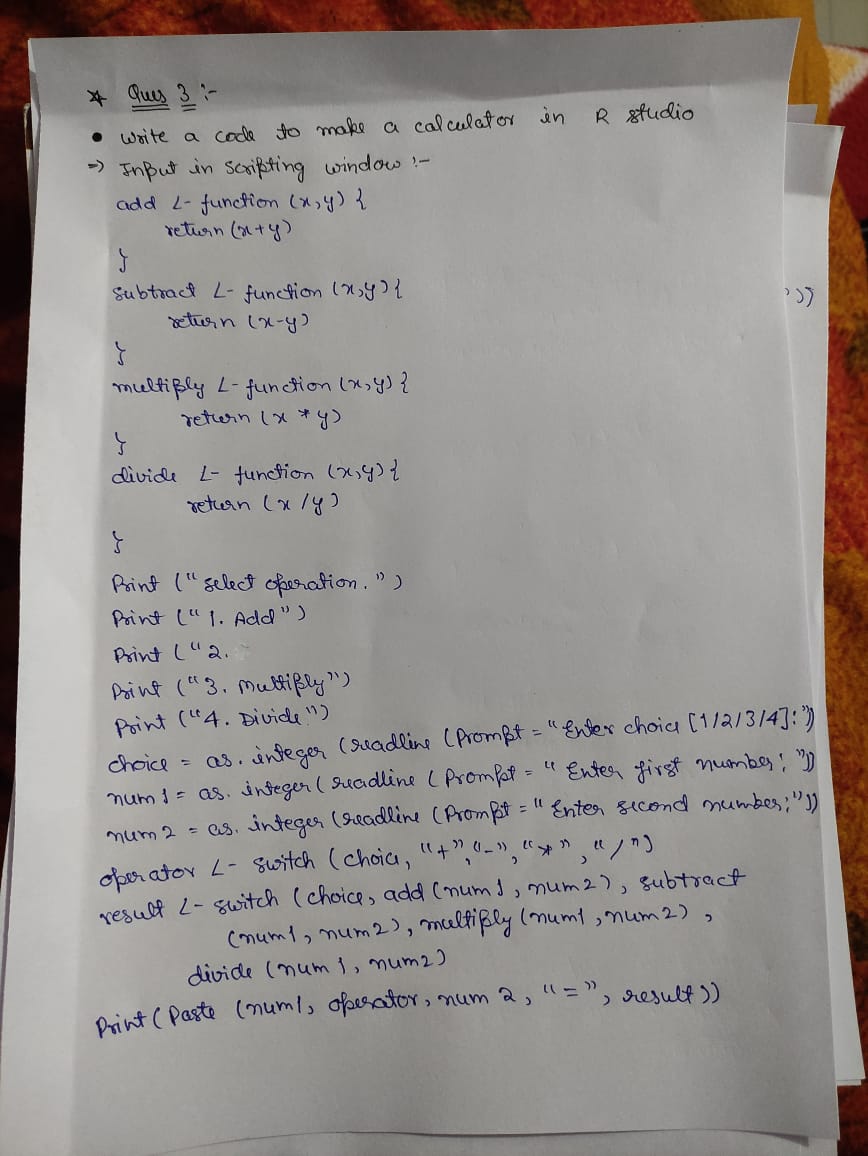 * Ques 3 :-
• write a code to make a calculator in R studio
=> Input in scripting window :-
add <- function (x,y) {
return (x+y)
}
subtract <- function (x,y) {
return (x-y)
}
multiply <- function (x,y) {
return (x * y)
}
divide <- function (x,y) {
return (x /y)
}
Print ("select operation.")
Print ("1. Add")
Print ("2.
Print ("3. multiply")
Print ("4. Divide")
choice = as. integer (readline (Prompt = "Enter choice [1/2/3/4]:"))
num1 = as. integer (readline (Prompt = "Enter first number: "))
num2 = as. integer (readline (Prompt = "Enter second number:"))
operator <- switch (choice, "+", "-", "*", "/")
result <- switch (choice, add (num1, num2), subtract
(num1, num2), multiply (num1, num2),
divide (num1, num2)
Print (Paste (num1, operator, num 2, "=", result))